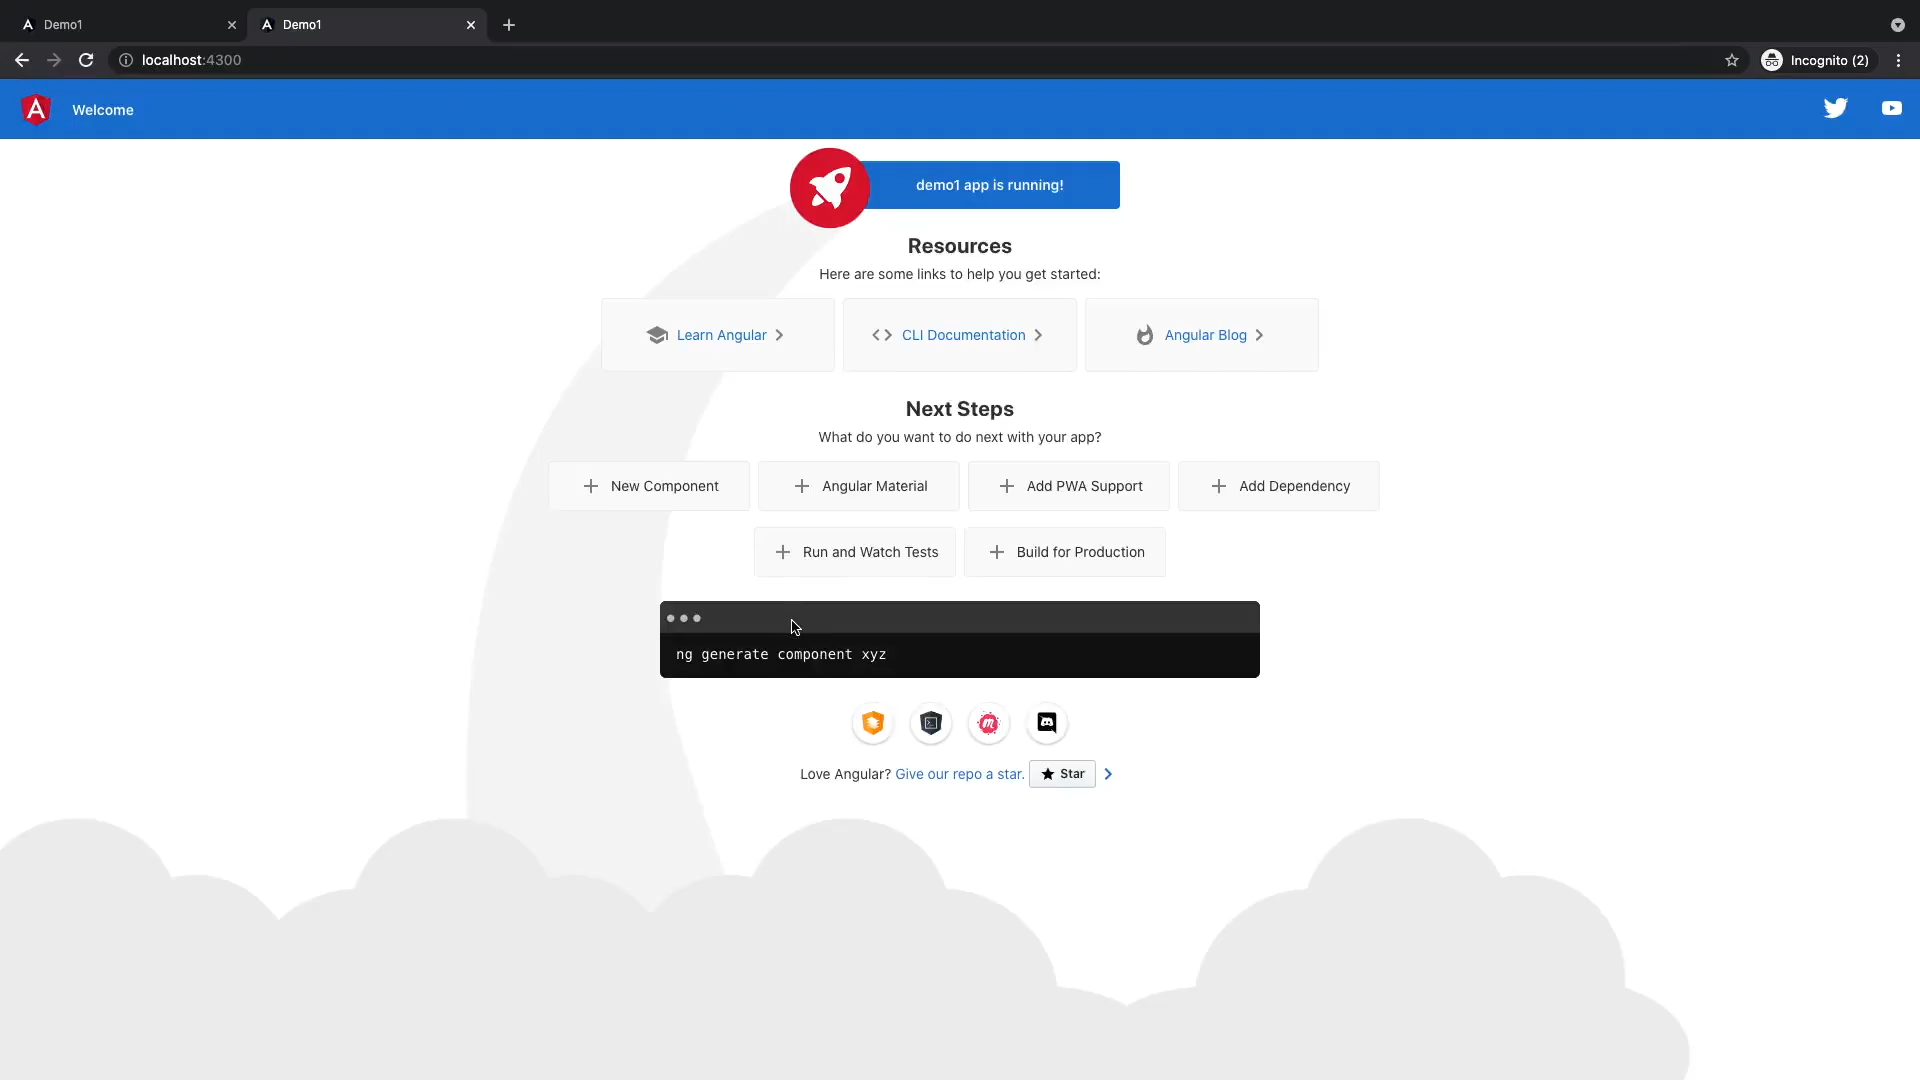 Demo1
Demo1
localhost:4300
Incognito (2)
Welcome
demo1 app is running!
Resources
Here are some links to help you get started:
Learn Angular
CLI Documentation
Angular Blog
Next Steps
What do you want to do next with your app?
New Component
Angular Material
Add PWA Support
Add Dependency
Run and Watch Tests
Build for Production
ng generate component xyz
Love Angular? Give our repo a star. Star